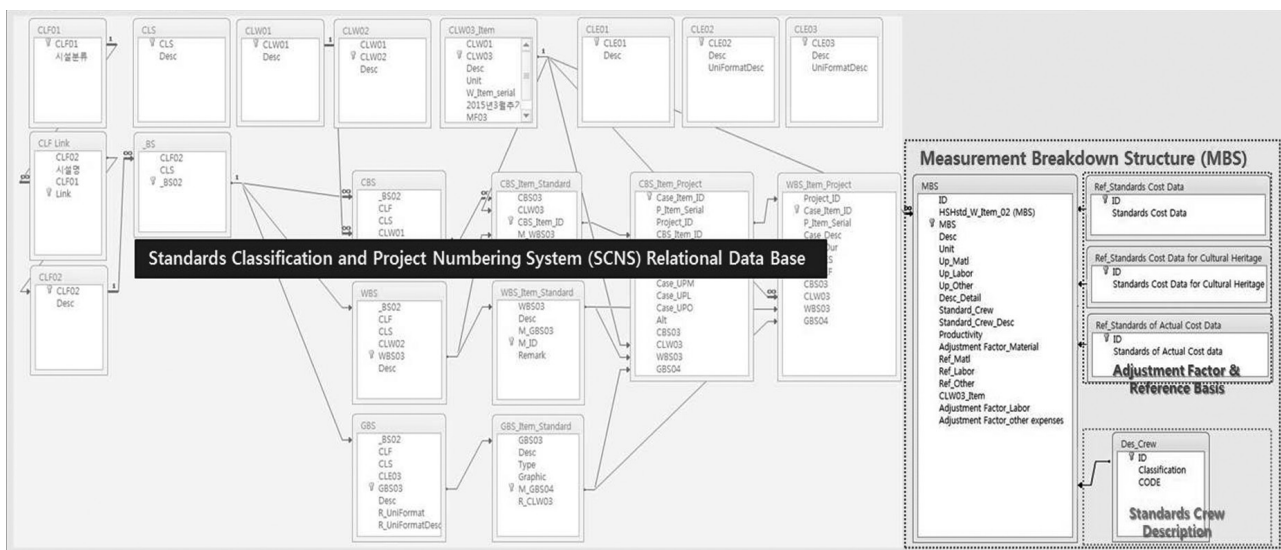 CLF01
CLF01
시설분류
CLS
CLS
Desc
CLW01
CLW01
Desc
CLW02
CLW01
CLW02
Desc
CLW03_Item
CLW01
CLW03
Desc
Unit
W_Item_serial
2015년3월추가
MF03
CLE01
CLE01
Desc
CLE02
CLE02
Desc
UniFormatDesc
CLE03
CLE03
Desc
UniFormatDesc
1
1
1
CLF Link
CLF02
시설명
CLF01
Link
_BS
CLF02
CLS
_BS02
1
CLF02
CLF02
Desc
1
CBS
_BS02
CLF
CLS
CLW01
CBS_Item_Standard
CBS03
CLW03
CBS_Item_ID
M_WBS03
CBS_Item_Project
Case_Item_ID
P_Item_Serial
Project_ID
CBS_Item_ID
Case_UPM
Case_UPL
Case_UPO
Alt
CBS03
CLW03
WBS03
GBS04
WBS_Item_Project
Project_ID
Case_Item_ID
P_Item_Serial
Case_Desc
CBS03
CLW03
WBS03
GBS04
Standards Classification and Project Numbering System (SCNS) Relational Data Base
WBS
_BS02
CLF
CLS
CLW02
WBS03
Desc
WBS_Item_Standard
WBS03
Desc
M_GBS03
M_ID
Remark
GBS
_BS02
CLF
CLS
CLE03
GBS03
Desc
R_UniFormat
R_UniFormatDesc
GBS_Item_Standard
GBS03
Desc
Type
Graphic
M_GBS04
R_CLW03
Measurement Breakdown Structure (MBS)
MBS
ID
HSHstd_W_Item_02 (MBS)
MBS
Desc
Unit
Up_Matl
Up_Labor
Up_Other
Desc_Detail
Standard_Crew
Standard_Crew_Desc
Productivity
Adjustment Factor_Material
Ref_Matl
Ref_Labor
Ref_Other
CLW03_Item
Adjustment Factor_Labor
Adjustment Factor_other expenses
Ref_Standards Cost Data
ID
Standards Cost Data
Ref_Standards Cost Data for Cultural Heritage
ID
Standards Cost Data for Cultural Heritage
Ref_Standards of Actual Cost Data
ID
Standards of Actual Cost data
Adjustment Factor &
Reference Basis
Des_Crew
ID
Classification
CODE
Standards Crew
Description